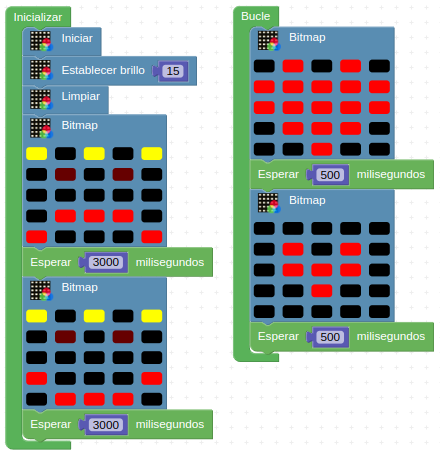 Inicializar
Iniciar
Establecer brillo 15
Limpiar
Bitmap
Esperar 3000 milisegundos
Bitmap
Esperar 3000 milisegundos
Bucle
Bitmap
Esperar 500 milisegundos
Bitmap
Esperar 500 milisegundos